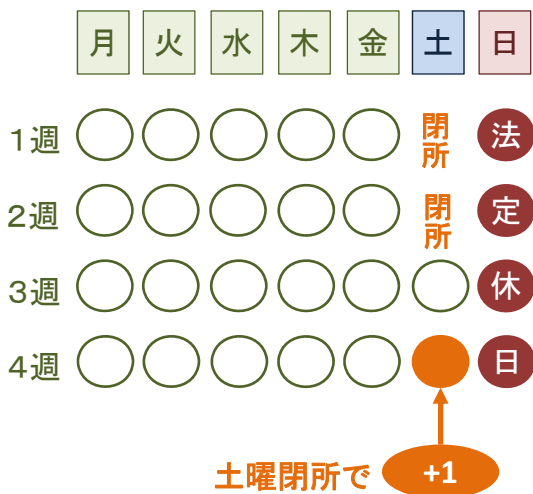 月 火 水 木 金 土 日
1週 閉所 法
2週 閉所 定
3週 休
4週 日
土曜閉所で +1